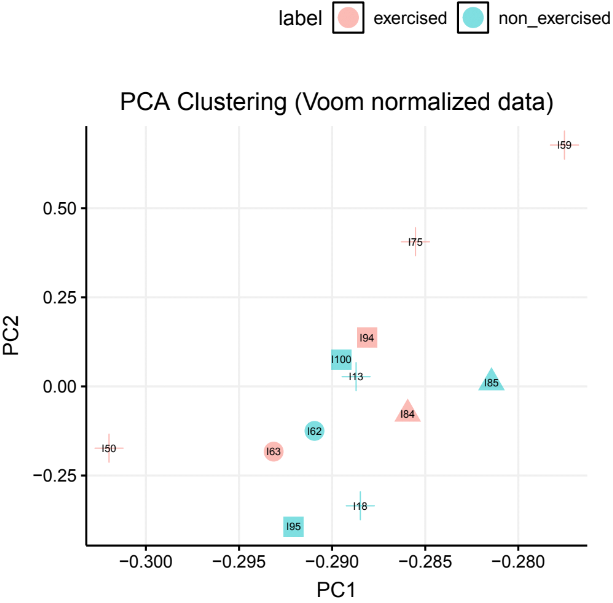 label exercised non_exercised
PCA Clustering (Voom normalized data)
I59
0.50
I75
0.25
I94
I100
I13
0.00
I85
I84
I62
I50
I63
−0.25
I18
I95
PC2
−0.300 −0.295 −0.290 −0.285 −0.280
PC1